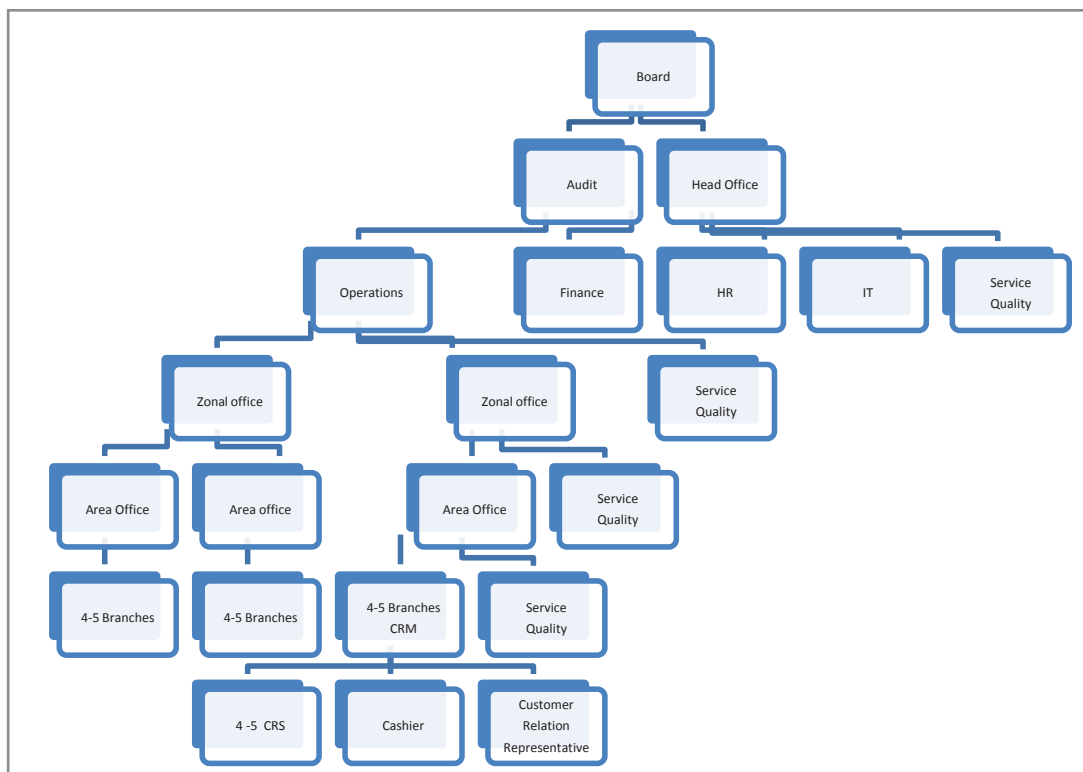 Board
Audit
Head Office
Operations
Finance
HR
IT
Service
Quality
Zonal office
Zonal office
Service
Quality
Area Office
Area office
Area Office
Service
Quality
4-5 Branches
4-5 Branches
4-5 Branches
CRM
Service
Quality
4 -5 CRS
Cashier
Customer
Relation
Representative